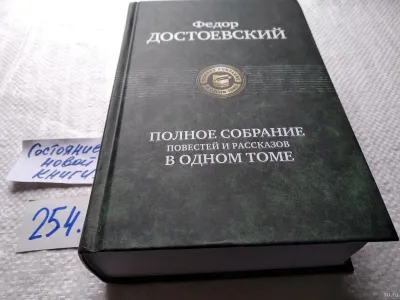 Федор
ДОСТОЕВСКИЙ
ПОЛНОЕ СОБРАНИЕ
ПОВЕСТЕЙ И РАССКАЗОВ
В ОДНОМ ТОМЕ
Состояние
новой
книги
254.